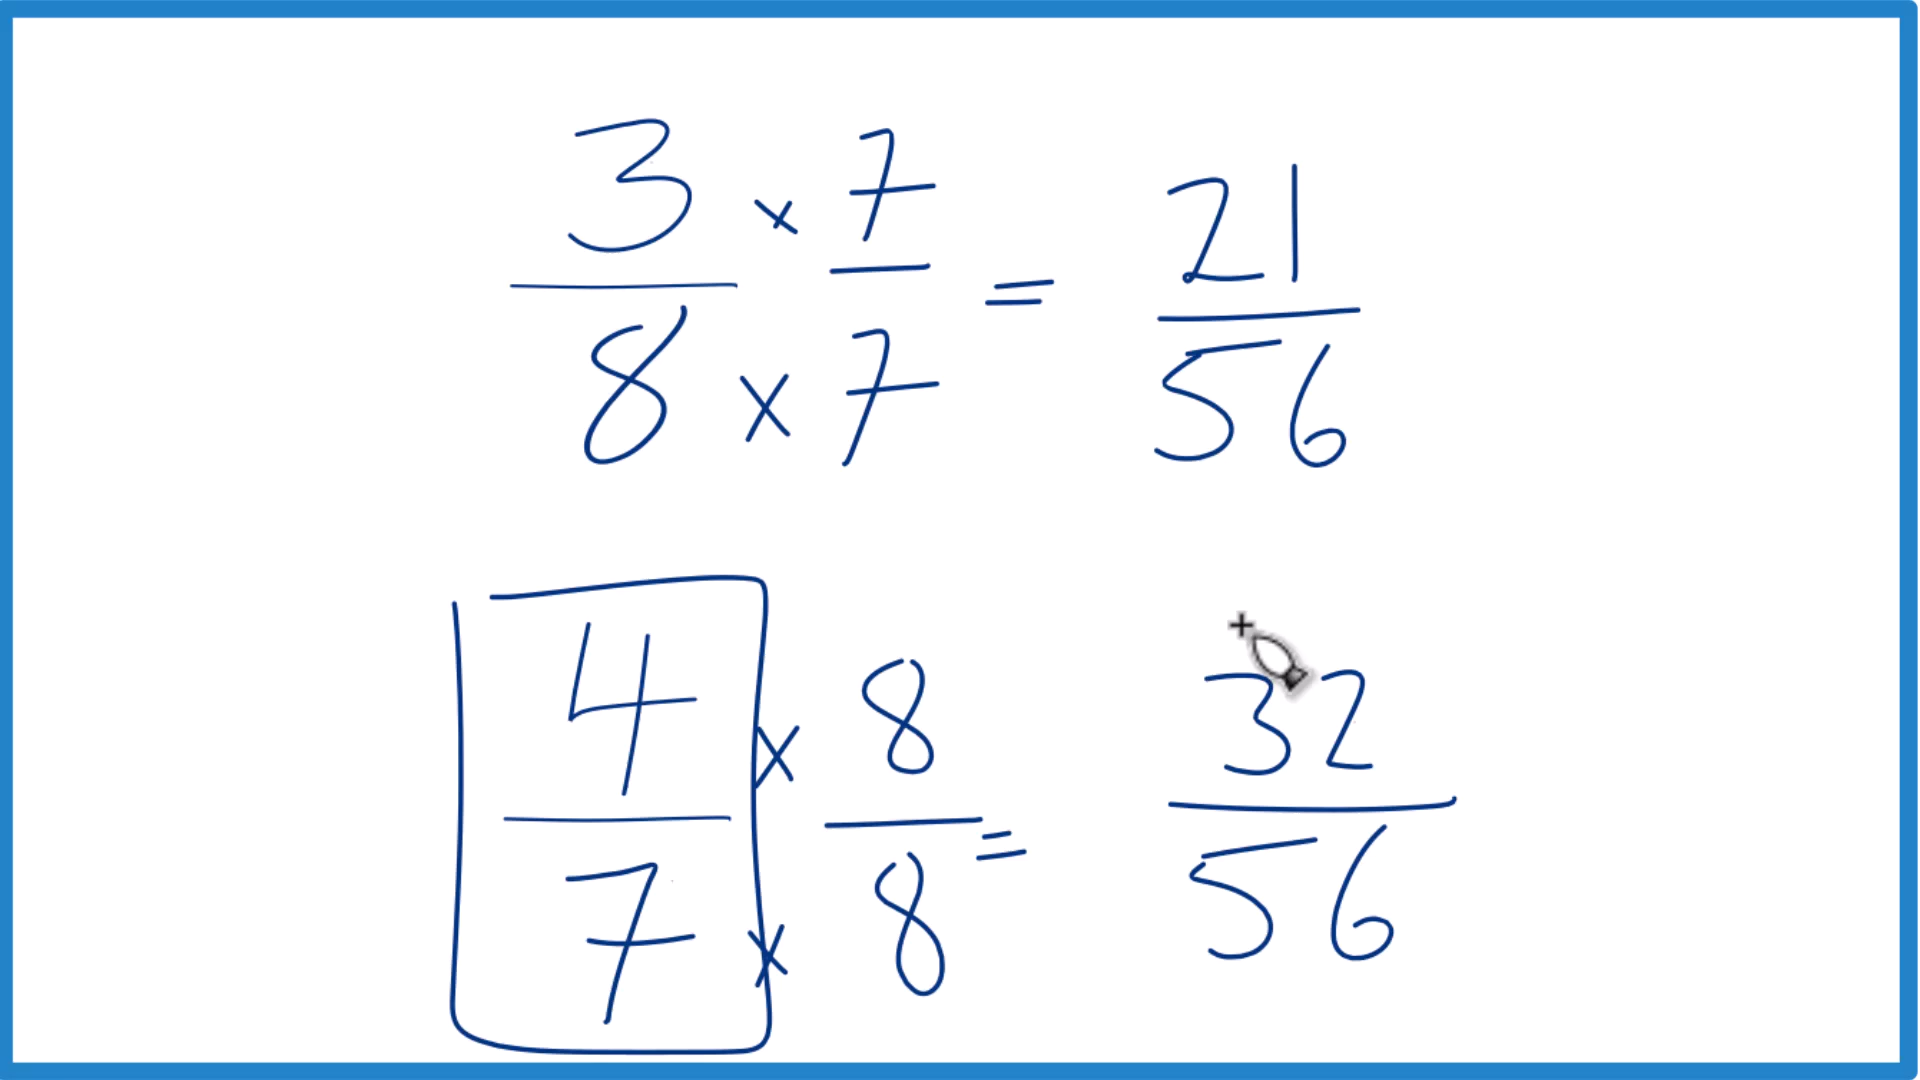 3 × 7 = 21
8 × 7 56
4 × 8 = 32
7 × 8 56